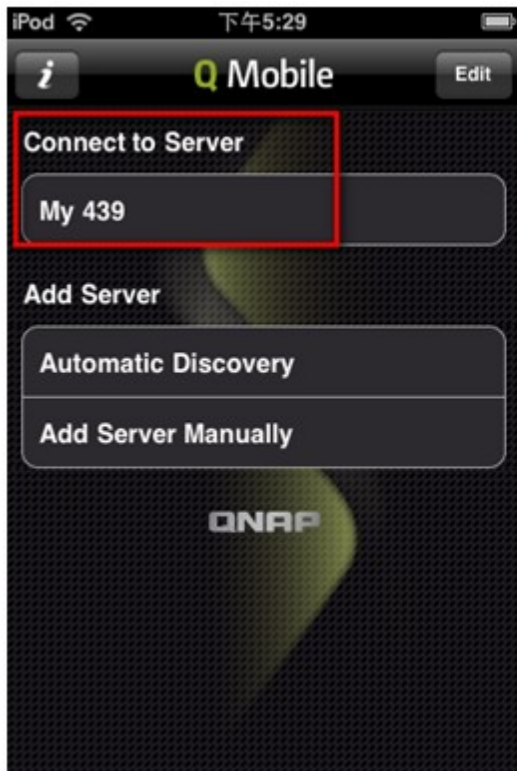 iPod 下午5:29
i Q Mobile Edit
Connect to Server
My 439
Add Server
Automatic Discovery
Add Server Manually
QNAP